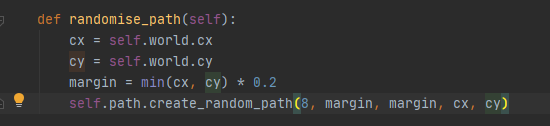 def randomise_path(self):
    cx = self.world.cx
    cy = self.world.cy
    margin = min(cx, cy) * 0.2
    self.path.create_random_path(8, margin, margin, cx, cy)